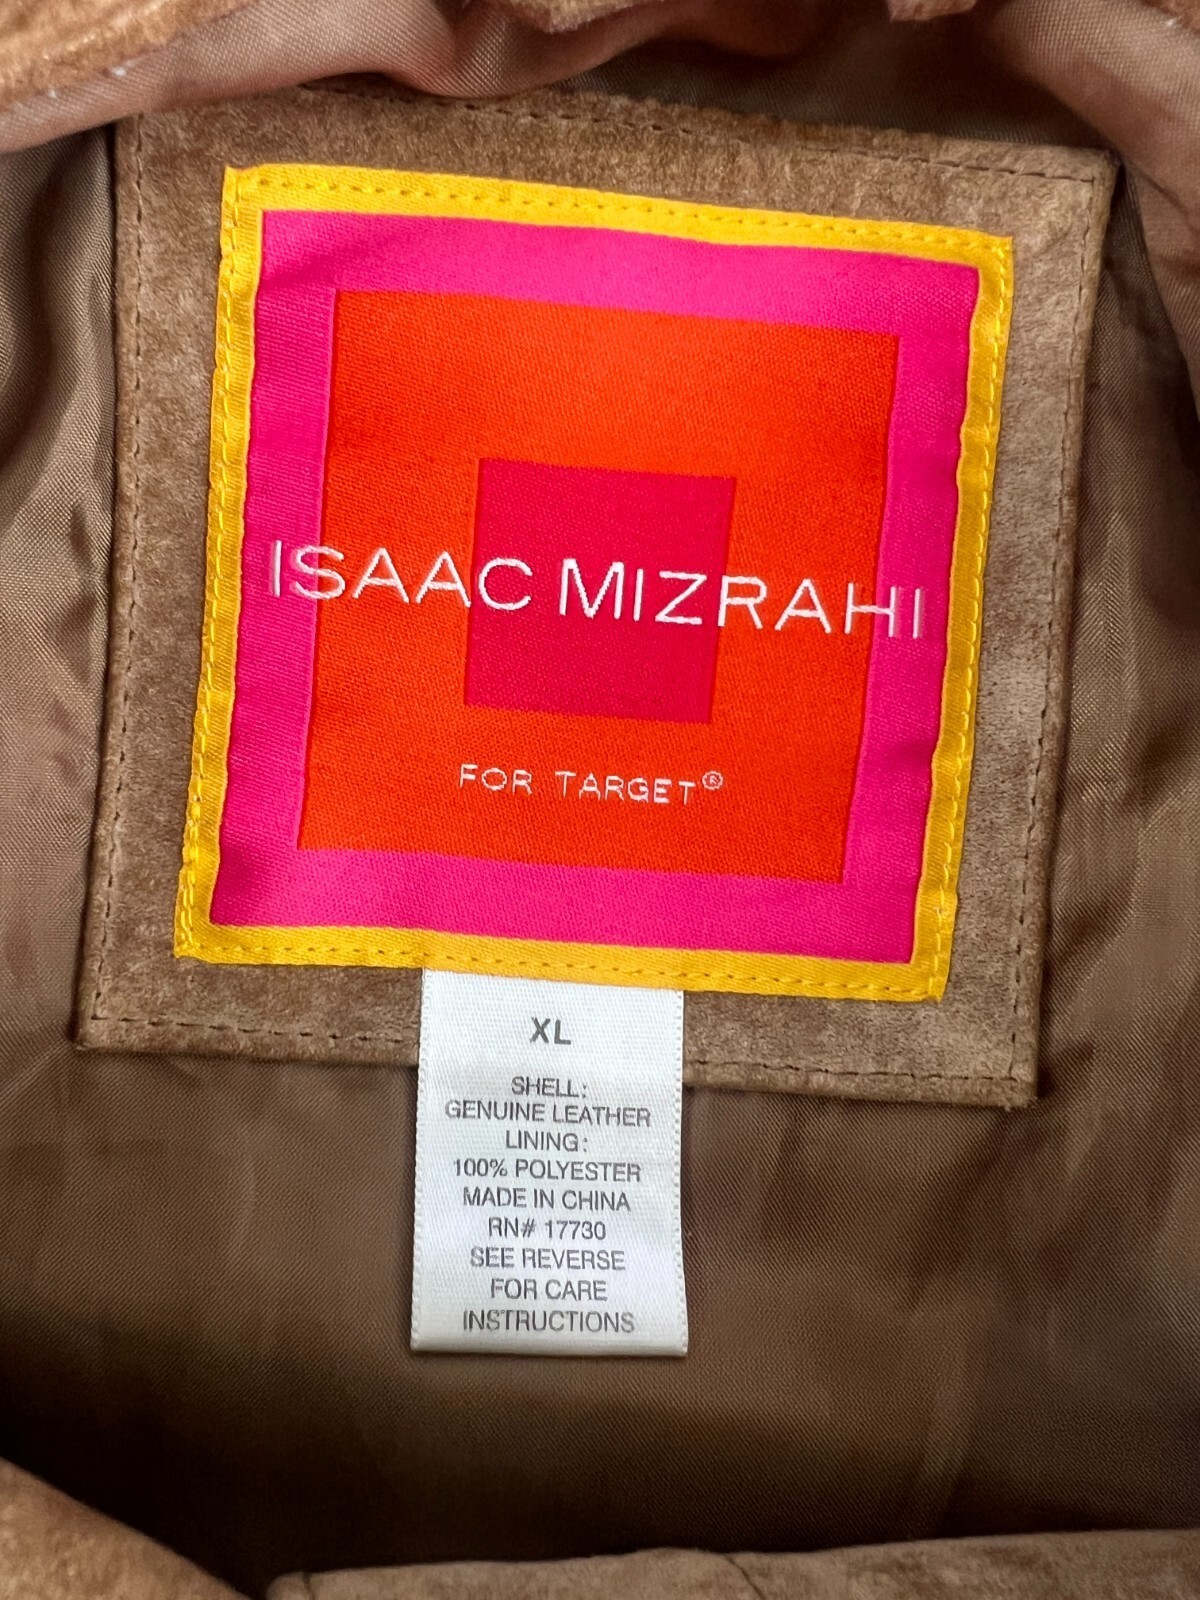 ISAAC MIZRAHI
FOR TARGET®
XL
SHELL:
GENUINE LEATHER
LINING:
100% POLYESTER
MADE IN CHINA
RN# 17730
SEE REVERSE
FOR CARE
INSTRUCTIONS